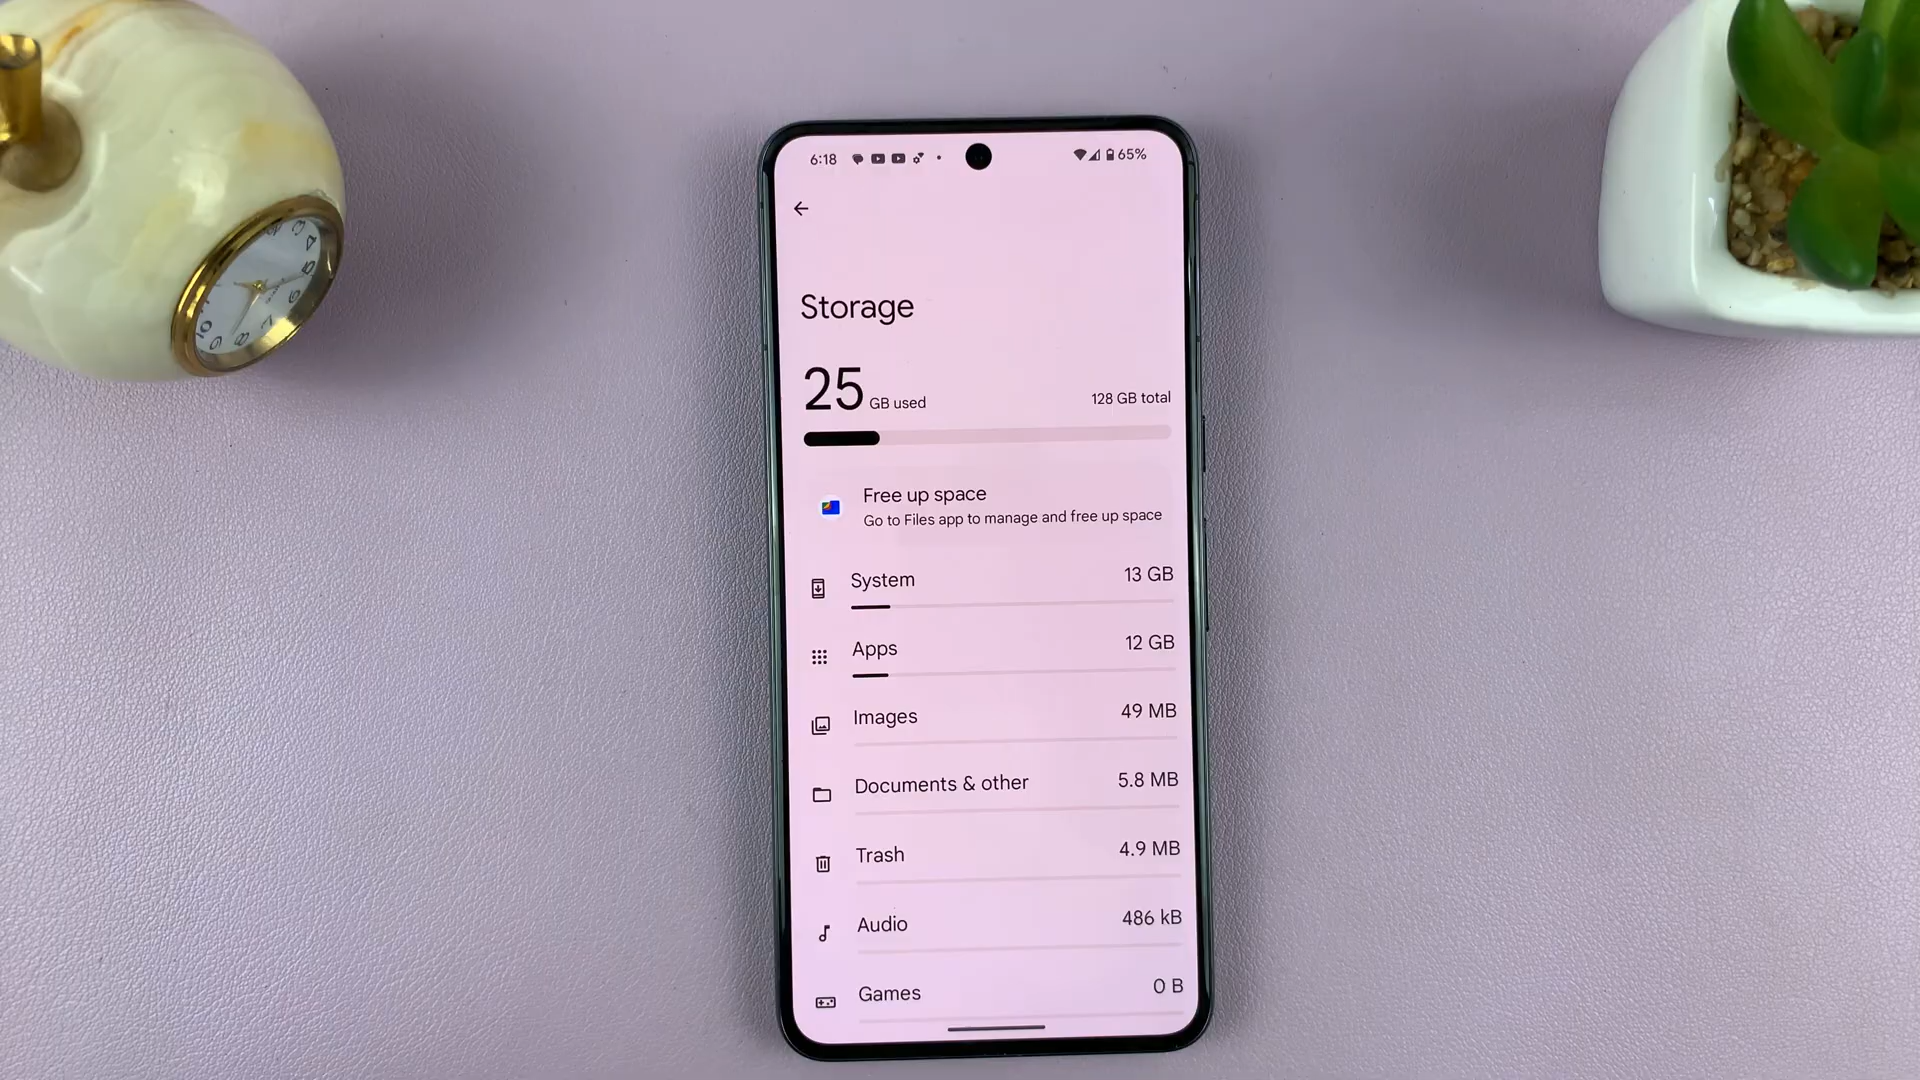 6:18 65%
Storage
25 GB used 128 GB total
Free up space
Go to Files app to manage and free up space
System 13 GB
Apps 12 GB
Images 49 MB
Documents & other 5.8 MB
Trash 4.9 MB
Audio 486 kB
Games 0 B